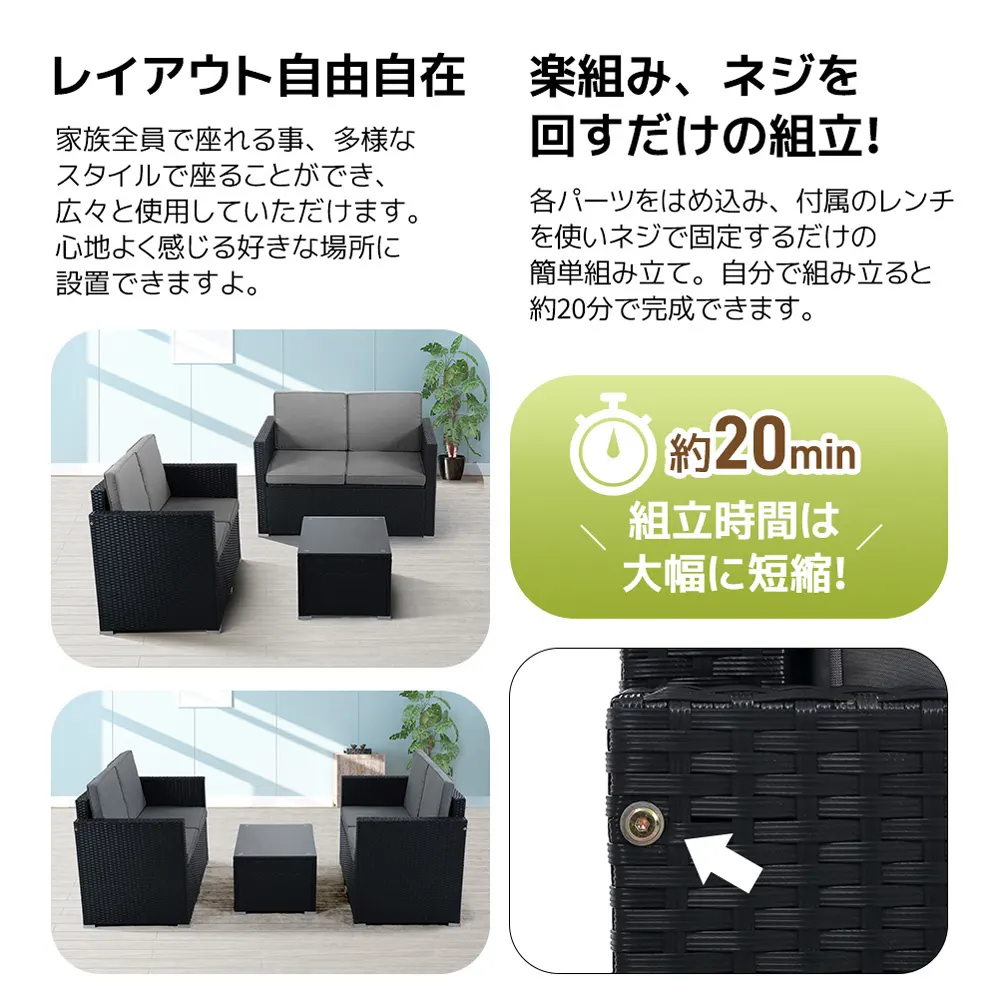 レイアウト自由自在
家族全員で座れる事、多様な
スタイルで座ることができ、
広々と使用していただけます。
心地よく感じる好きな場所に
設置できますよ。
楽組み、ネジを
回すだけの組立!
各パーツをはめ込み、付属のレンチ
を使いネジで固定するだけの
簡単組み立て。自分で組み立ると
約20分で完成できます。
約20min
組立時間は
大幅に短縮!